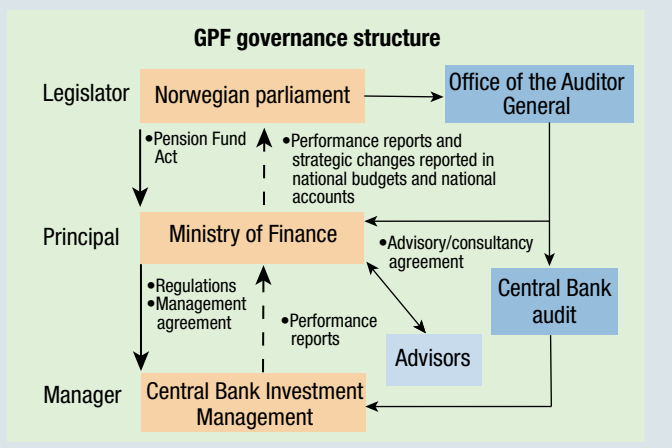 GPF governance structure
Legislator
Norwegian parliament
Office of the Auditor
General
•Pension Fund
Act
•Performance reports and
strategic changes reported in
national budgets and national
accounts
Principal
Ministry of Finance
•Advisory/consultancy
agreement
•Regulations
•Management
agreement
•Performance
reports
Central Bank
audit
Advisors
Manager
Central Bank Investment
Management